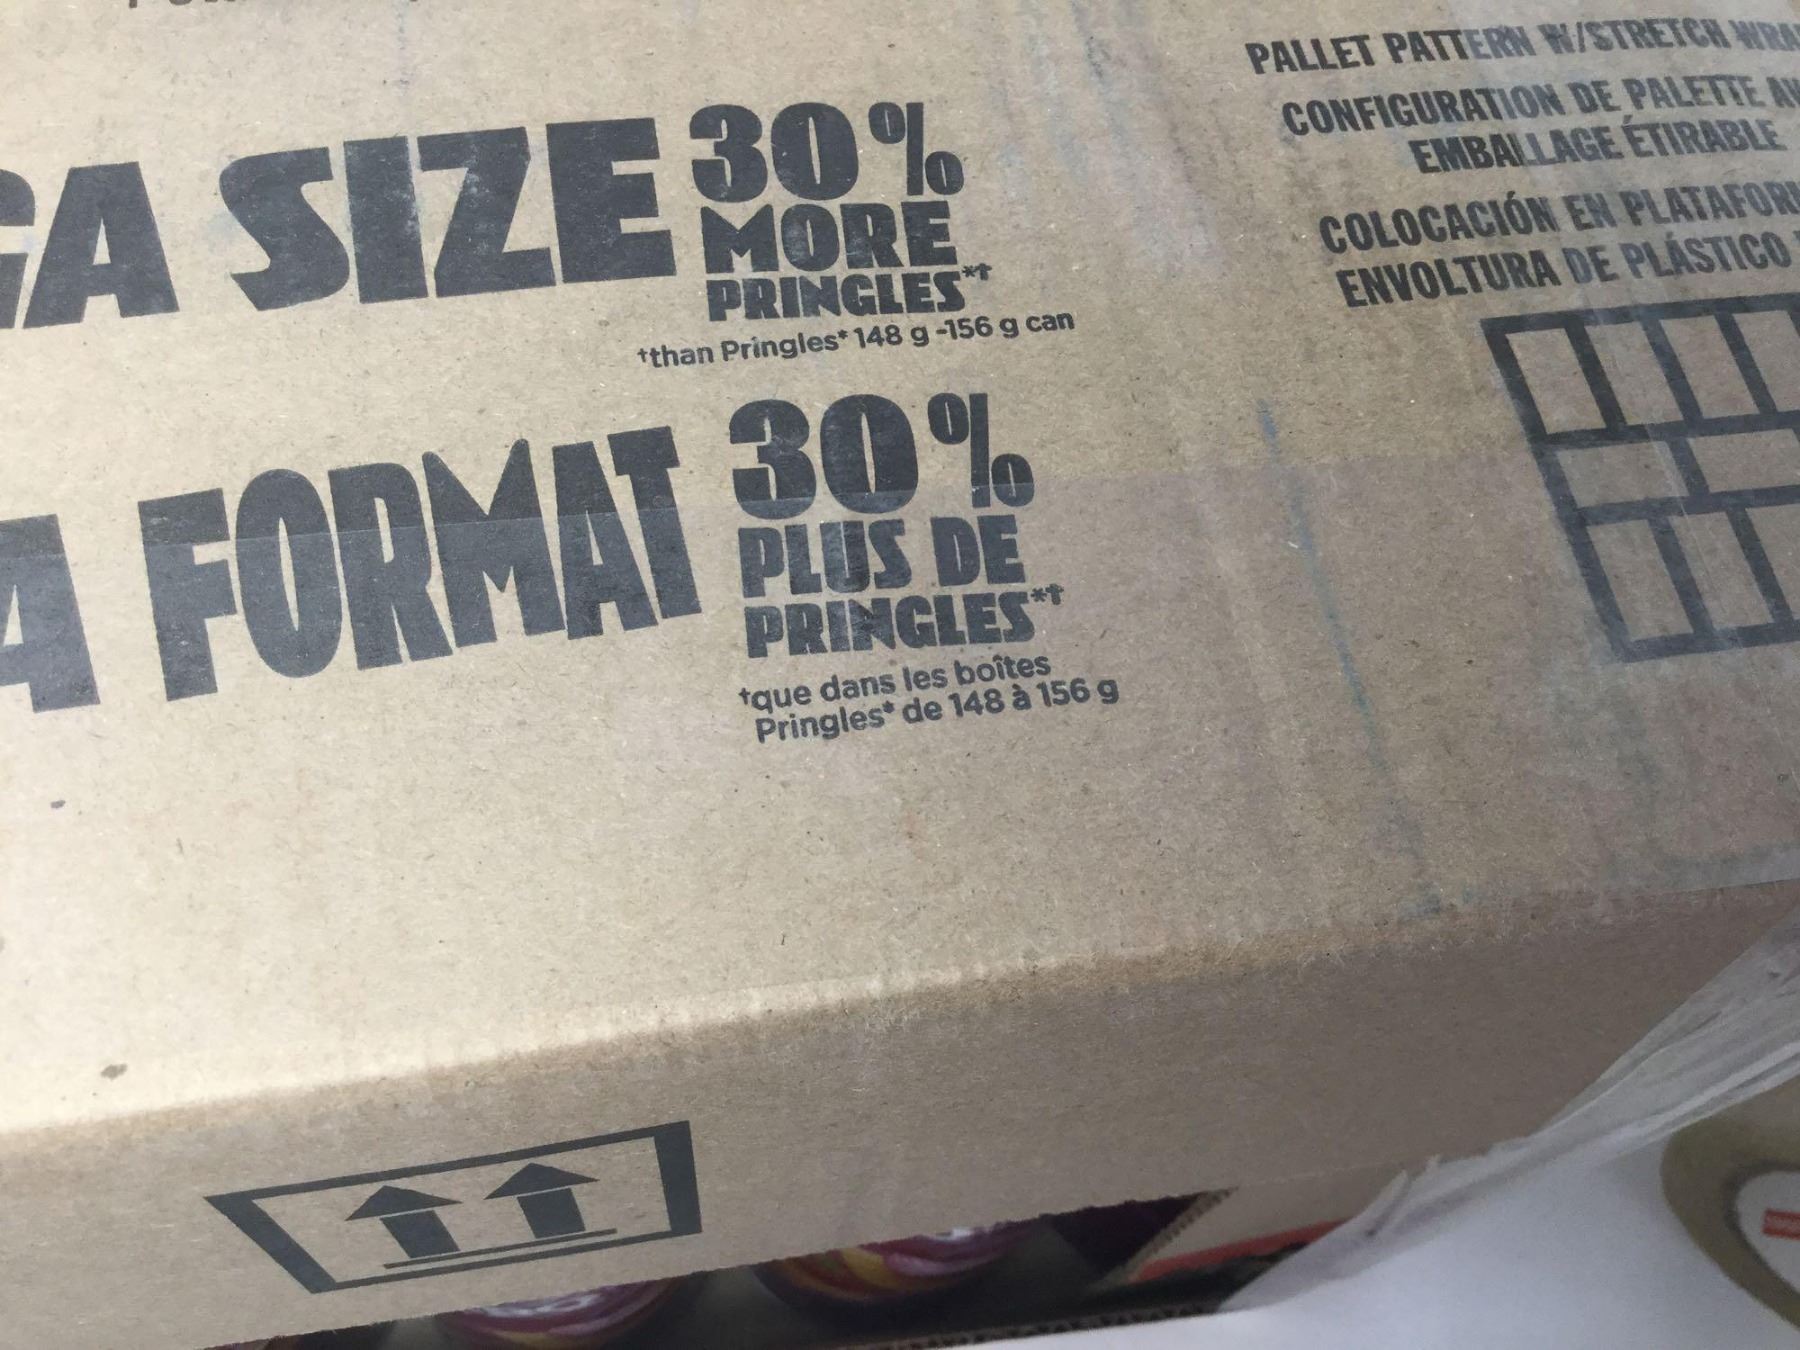 SIZE 30%
MORE
PRINGLES*†
†than Pringles* 148 g -156 g can
FORMAT 30%
PLUS DE
PRINGLES*†
†que dans les boîtes
Pringles* de 148 à 156 g
PALLET PATTERN W/STRETCH
CONFIGURATION DE PALETTE
EMBALLAGE ÉTIRABLE
COLOCACIÓN EN
ENVOLTURA DE PLÁSTICO